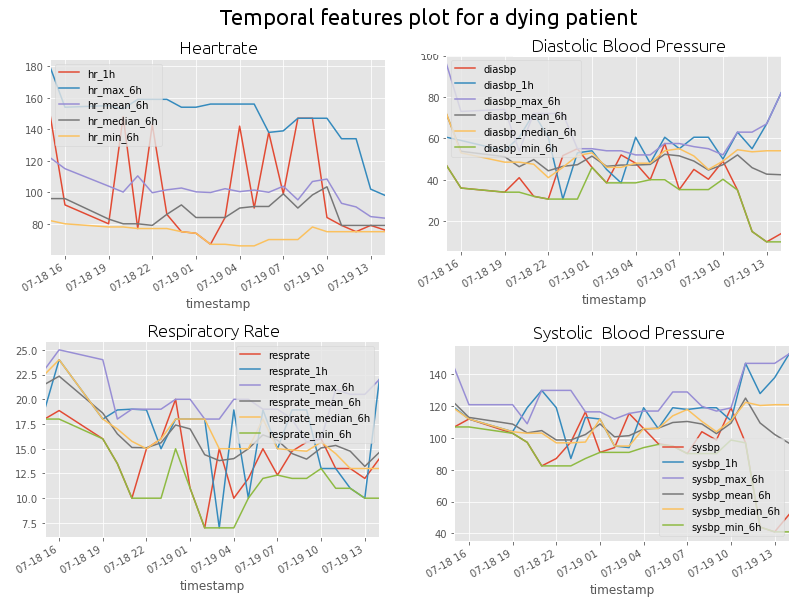 Temporal features plot for a dying patient
Heartrate
180
160
140
120
100
80
hr_1h
hr_max_6h
hr_mean_6h
hr_median_6h
hr_min_6h
07-18 16
07-18 19
07-18 22
07-19 01
07-19 04
07-19 07
07-19 10
07-19 13
timestamp
Diastolic Blood Pressure
100
80
60
40
20
diasbp
diasbp_1h
diasbp_max_6h
diasbp_mean_6h
diasbp_median_6h
diasbp_min_6h
07-18 16
07-18 19
07-18 22
07-19 01
07-19 04
07-19 07
07-19 10
07-19 13
timestamp
Respiratory Rate
25.0
22.5
20.0
17.5
15.0
12.5
10.0
7.5
resprate
resprate_1h
resprate_max_6h
resprate_mean_6h
resprate_median_6h
resprate_min_6h
07-18 16
07-18 19
07-18 22
07-19 01
07-19 04
07-19 07
07-19 10
07-19 13
timestamp
Systolic  Blood Pressure
140
120
100
80
60
40
sysbp
sysbp_1h
sysbp_max_6h
sysbp_mean_6h
sysbp_median_6h
sysbp_min_6h
07-18 16
07-18 19
07-18 22
07-19 01
07-19 04
07-19 07
07-19 10
07-19 13
timestamp